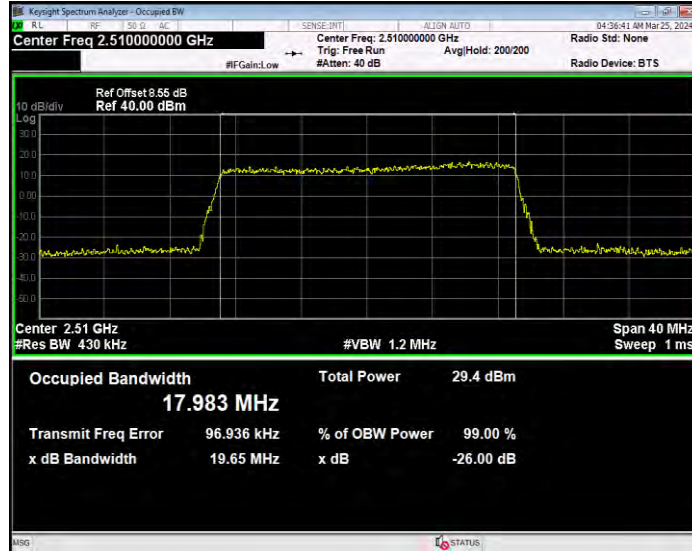 Keysight Spectrum Analyzer - Occupied BW
RL RF 50 Ω AC SENSE:INT ALIGN AUTO 04:36:41 AM Mar 25, 2024
Center Freq 2.510000000 GHz
Center Freq: 2.510000000 GHz Radio Std: None
Trig: Free Run Avg|Hold: 200/200
#IFGain:Low #Atten: 40 dB Radio Device: BTS
Ref Offset 8.55 dB
10 dB/div Ref 40.00 dBm
Log
30.0
20.0
10.0
0.00
-10.0
-20.0
-30.0
-40.0
-50.0
Center 2.51 GHz Span 40 MHz
#Res BW 430 kHz #VBW 1.2 MHz Sweep 1 ms
Occupied Bandwidth Total Power 29.4 dBm
17.983 MHz
Transmit Freq Error 96.936 kHz % of OBW Power 99.00 %
x dB Bandwidth 19.65 MHz x dB -26.00 dB
MSG STATUS